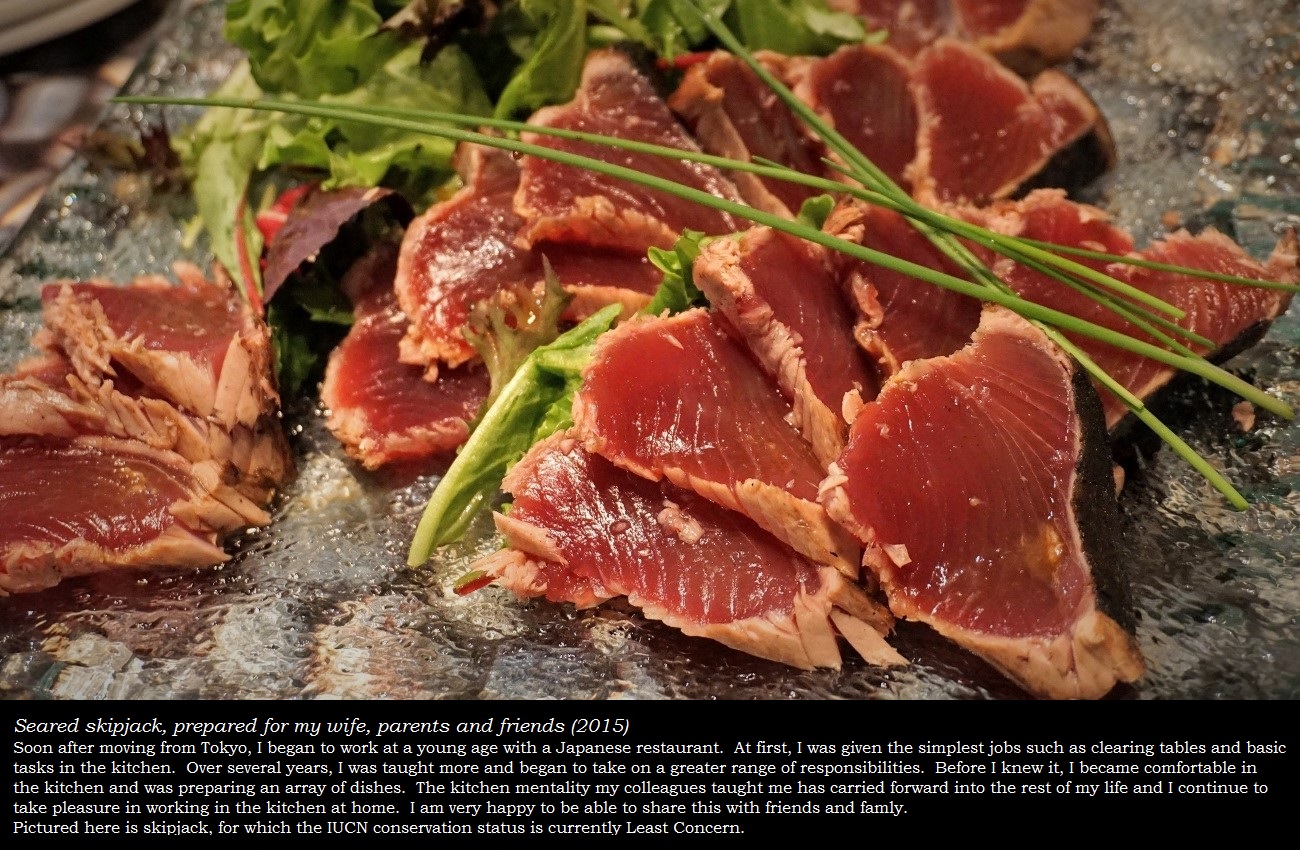 Seared skipjack, prepared for my wife, parents and friends (2015)
Soon after moving from Tokyo, I began to work at a young age with a Japanese restaurant.  At first, I was given the simplest jobs such as clearing tables and basic
tasks in the kitchen.  Over several years, I was taught more and began to take on a greater range of responsibilities.  Before I knew it, I became comfortable in
the kitchen and was preparing an array of dishes.  The kitchen mentality my colleagues taught me has carried forward into the rest of my life and I continue to
take pleasure in working in the kitchen at home.  I am very happy to be able to share this with friends and famly.
Pictured here is skipjack, for which the IUCN conservation status is currently Least Concern.